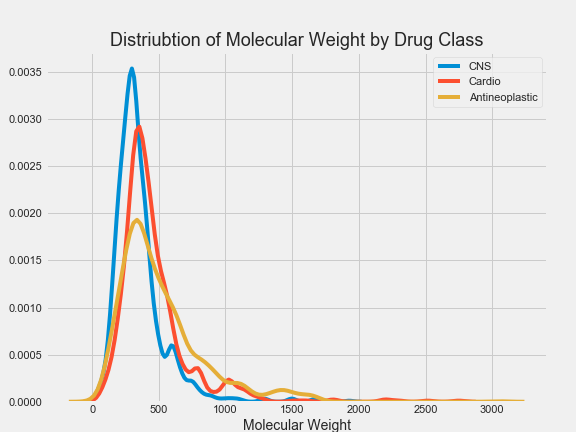 Distriubtion of Molecular Weight by Drug Class
CNS
Cardio
Antineoplastic
0.0035
0.0030
0.0025
0.0020
0.0015
0.0010
0.0005
0.0000
0 500 1000 1500 2000 2500 3000
Molecular Weight